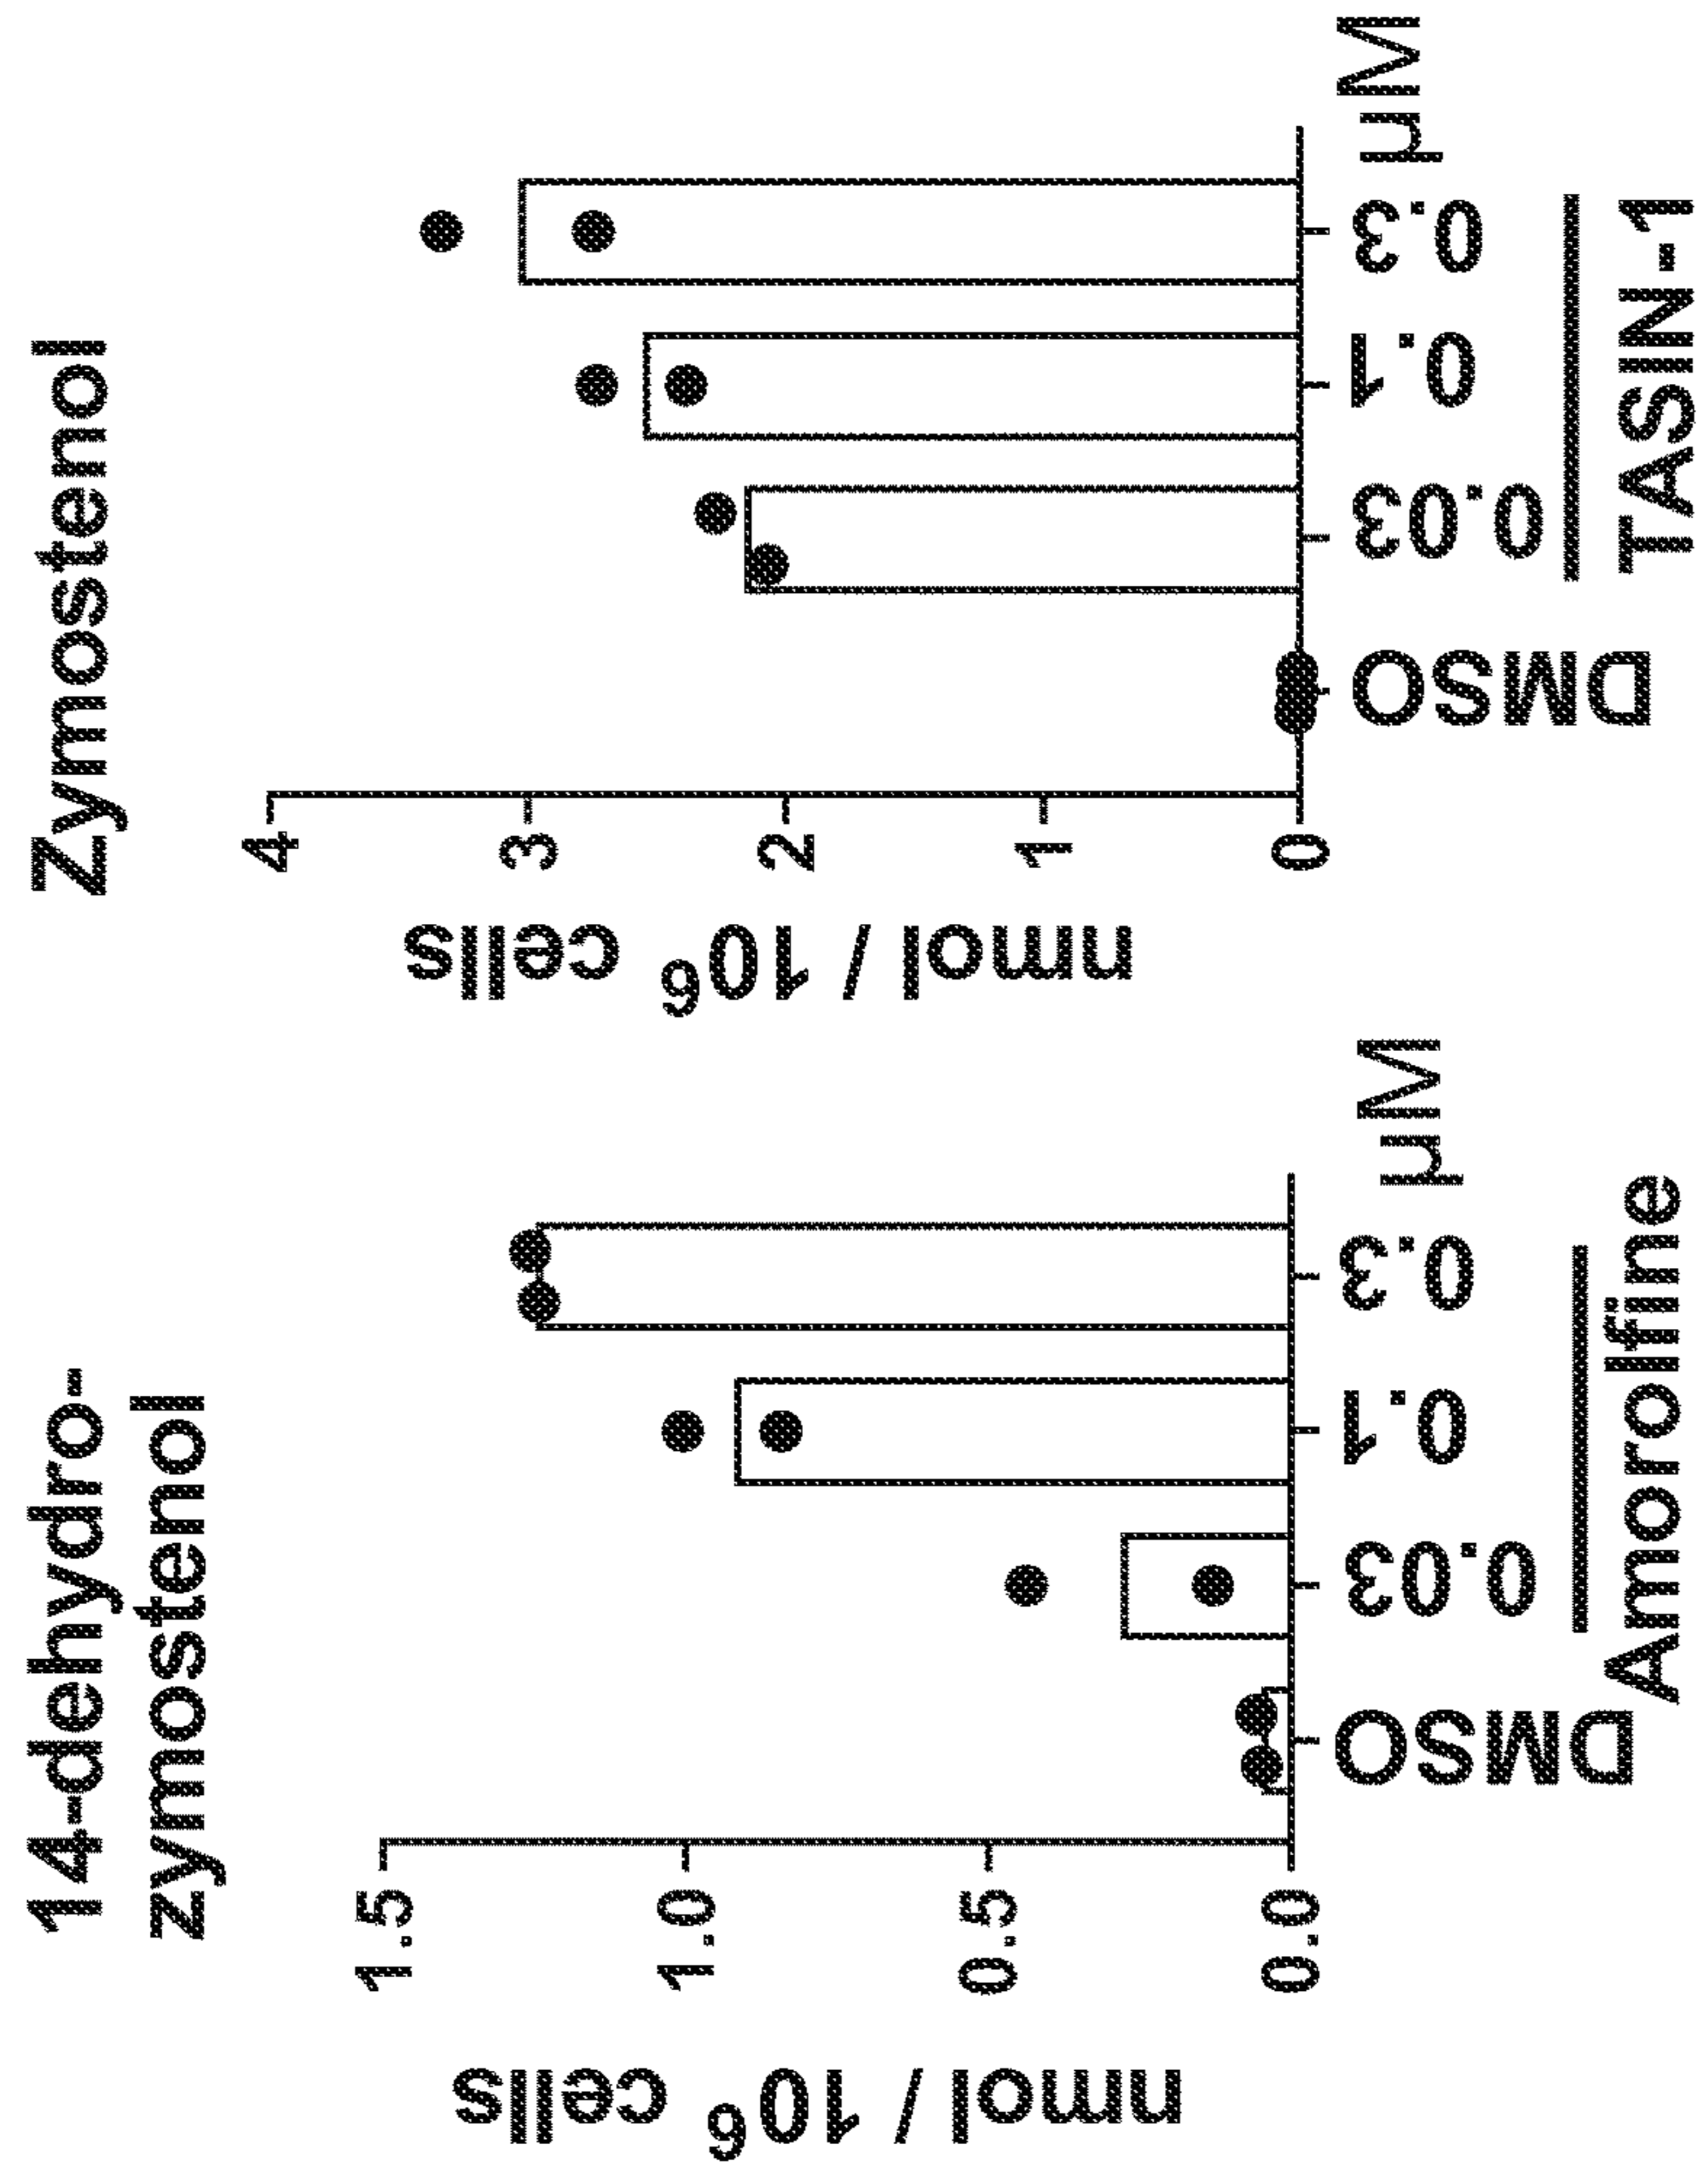 14-dehydro-
zymostenol
nmol / 10⁶ cells
1.5
1.0
0.5
0.0
DMSO
0.03
0.1
0.3
µM
Amorolfine
Zymostenol
nmol / 10⁶ cells
4
3
2
1
0
DMSO
0.03
0.1
0.3
µM
TASIN-1